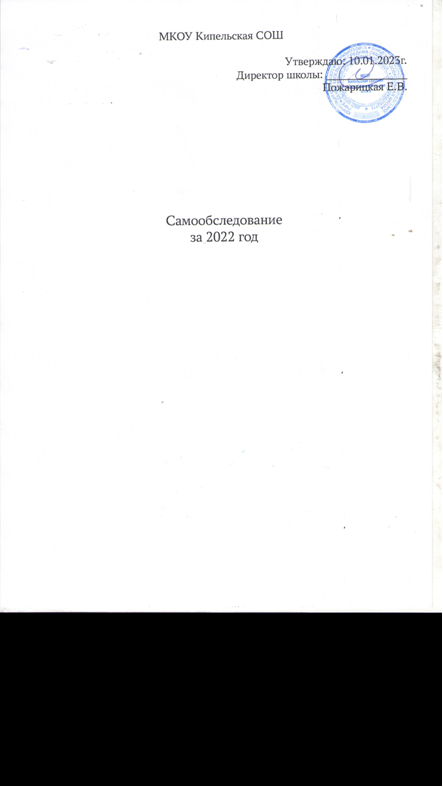 МКОУ Кипельская СОШ
Утверждаю: 10.01.2023г.
Директор школы:
Пожарицкая Е.В.
Самообследование
за 2022 год